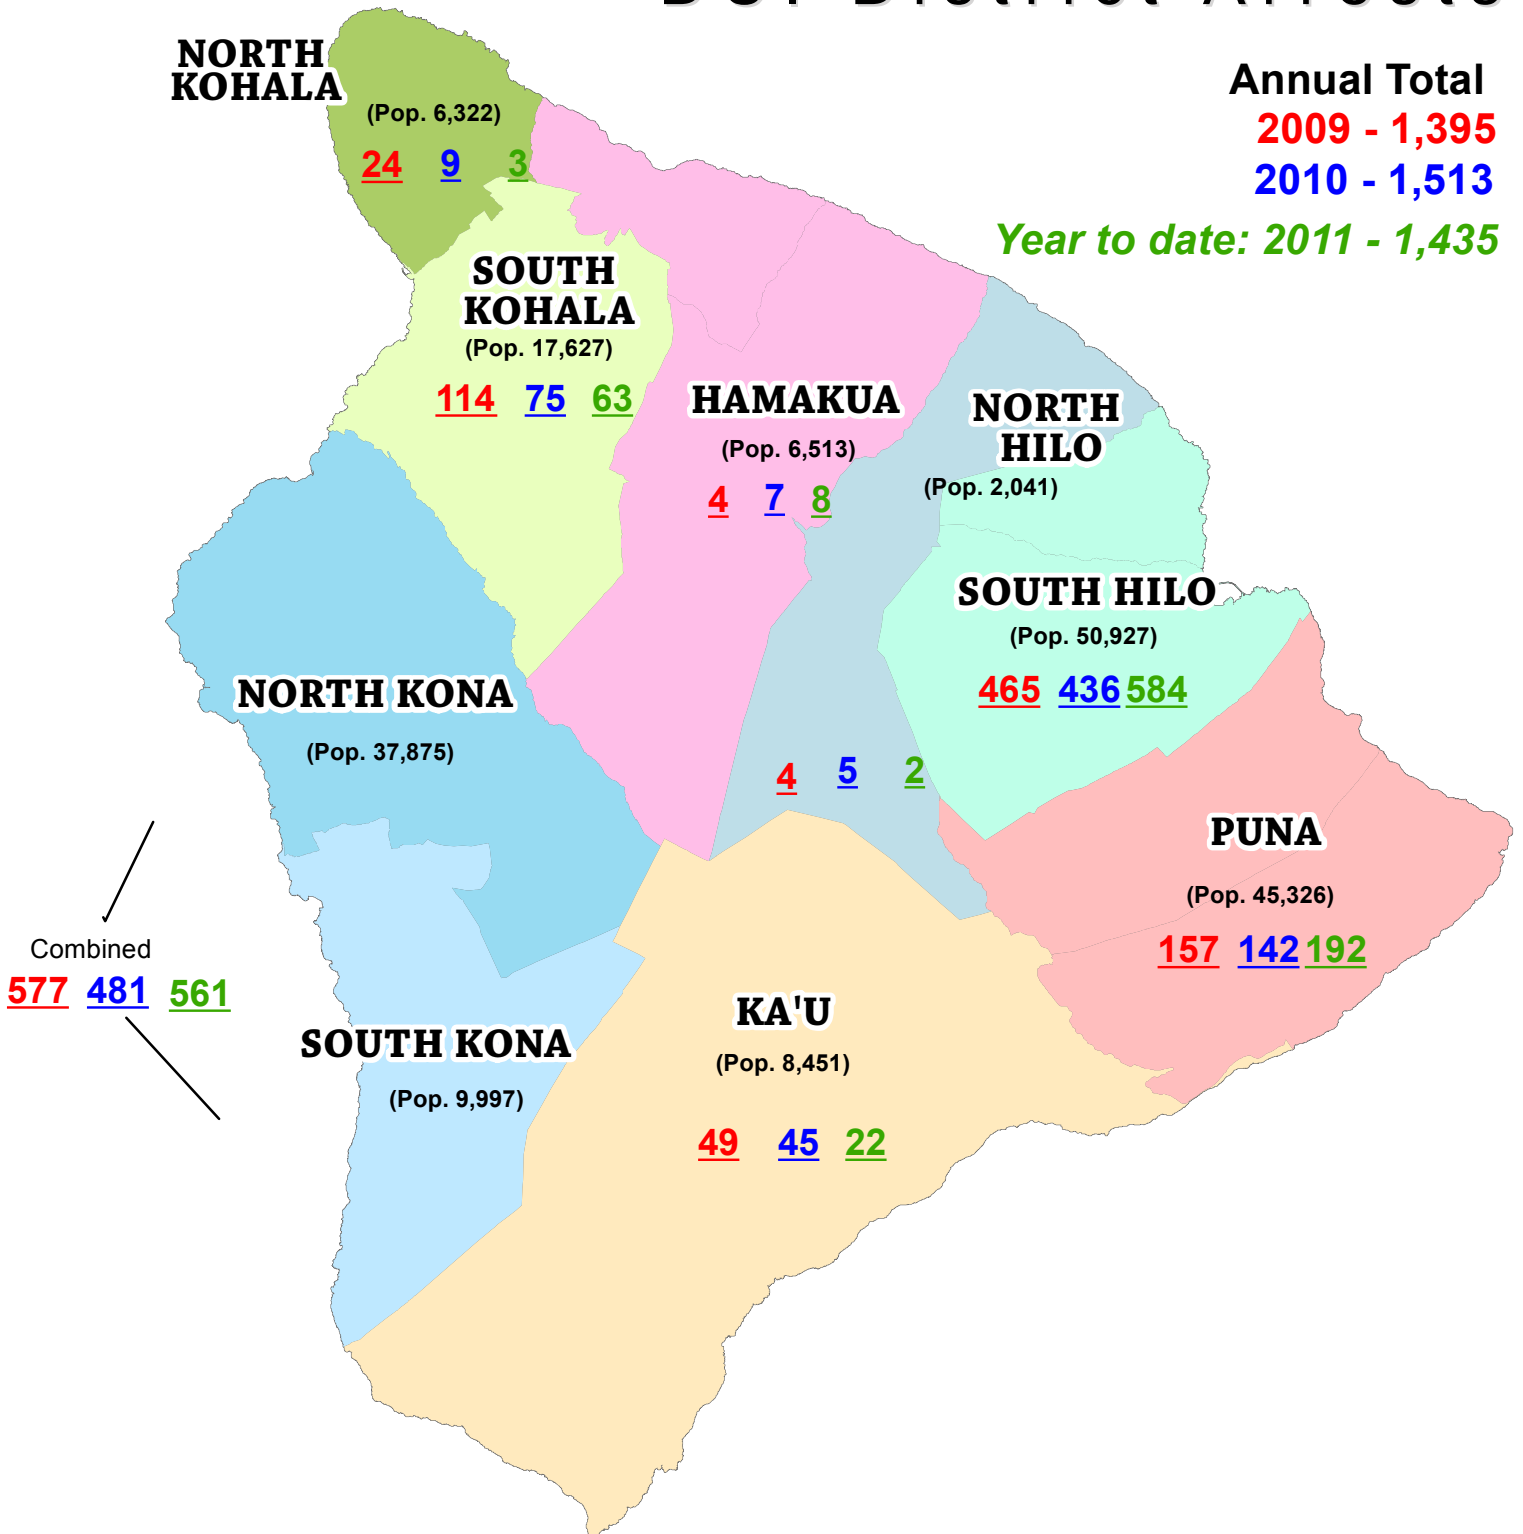 Annual Total
2009 - 1,395
2010 - 1,513
Year to date: 2011 - 1,435
NORTH
KOHALA
(Pop. 6,322)
24 9 3
SOUTH
KOHALA
(Pop. 17,627)
114 75 63
HAMAKUA
(Pop. 6,513)
4 7 8
NORTH
HILO
(Pop. 2,041)
4 5 2
SOUTH HILO
(Pop. 50,927)
465 436 584
NORTH KONA
(Pop. 37,875)
PUNA
(Pop. 45,326)
157 142 192
Combined
577 481 561
SOUTH KONA
(Pop. 9,997)
KA'U
(Pop. 8,451)
49 45 22